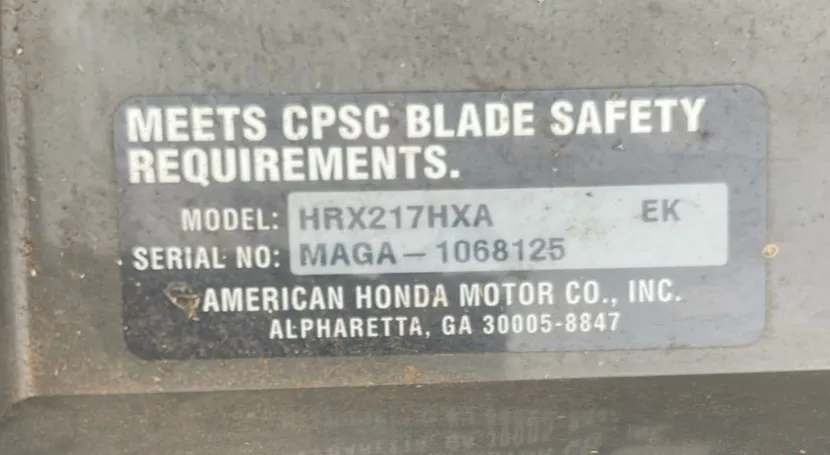 MEETS CPSC BLADE SAFETY
REQUIREMENTS.
MODEL: HRX217HXA EK
SERIAL NO: MAGA-1068125
AMERICAN HONDA MOTOR CO., INC.
ALPHARETTA, GA 30005-8847